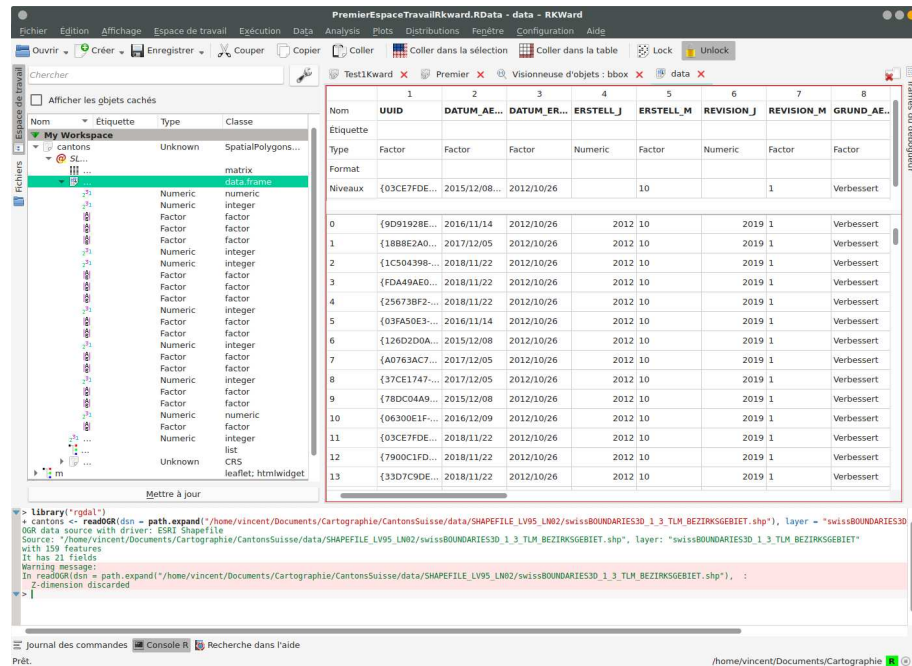 PremierEspaceTravailRkward.RData - data – RKWard
Fichier Édition Affichage Espace de travail Exécution Data Analysis Plots Distributions Fenêtre Configuration Aide
Ouvrir Créer Enregistrer Couper Copier Coller Coller dans la sélection Coller dans la table Lock Unlock
Espace de travail
Fichiers
Chercher
Afficher les objets cachés
Nom Étiquette Type Classe
My Workspace
cantons Unknown SpatialPolygons...
SL...
... matrix
... data.frame
Numeric numeric
Numeric integer
Factor factor
Factor factor
Factor factor
Numeric integer
Numeric integer
Factor factor
Factor factor
Factor factor
Numeric integer
Factor factor
Factor factor
Numeric integer
Factor factor
Factor factor
Numeric integer
Factor factor
Factor factor
Numeric numeric
Factor factor
... Numeric integer
... list
... Unknown CRS
m leaflet; htmlwidget
Mettre à jour
Test1Kward Premier Visionneuse d'objets : bbox data
1 2 3 4 5 6 7 8
Nom UUID DATUM_AE... DATUM_ER... ERSTELL_J ERSTELL_M REVISION_J REVISION_M GRUND_AE...
Étiquette
Type Factor Factor Factor Numeric Factor Numeric Factor Factor
Format
Niveaux {03CE7FDE... 2015/12/08... 2012/10/26 10 1 Verbessert
0 {9D91928E... 2016/11/14 2012/10/26 2012 10 2019 1 Verbessert
1 {18B8E2A0... 2017/12/05 2012/10/26 2012 10 2019 1 Verbessert
2 {1C504398-... 2018/11/22 2012/10/26 2012 10 2019 1 Verbessert
3 {FDA49AE0... 2018/11/22 2012/10/26 2012 10 2019 1 Verbessert
4 {25673BF2-... 2018/11/22 2012/10/26 2012 10 2019 1 Verbessert
5 {03FA50E3-... 2016/11/14 2012/10/26 2012 10 2019 1 Verbessert
6 {126D2D0A... 2015/12/08 2012/10/26 2012 10 2019 1 Verbessert
7 {A0763AC7... 2017/12/05 2012/10/26 2012 10 2019 1 Verbessert
8 {37CE1747-... 2017/12/05 2012/10/26 2012 10 2019 1 Verbessert
9 {78DC04A9... 2015/12/08 2012/10/26 2012 10 2019 1 Verbessert
10 {06300E1F-... 2016/12/09 2012/10/26 2012 10 2019 1 Verbessert
11 {03CE7FDE... 2018/11/22 2012/10/26 2012 10 2019 1 Verbessert
12 {7900C1FD... 2018/11/22 2012/10/26 2012 10 2019 1 Verbessert
13 {33D7C9DE... 2018/11/22 2012/10/26 2012 10 2019 1 Verbessert
> library("rgdal")
+ cantons <- readOGR(dsn = path.expand("/home/vincent/Documents/Cartographie/CantonsSuisse/data/SHAPEFILE_LV95_LN02/swissBOUNDARIES3D_1_3_TLM_BEZIRKSGEBIET.shp"), layer = "swissBOUNDARIES3D
OGR data source with driver: ESRI Shapefile
Source: "/home/vincent/Documents/Cartographie/CantonsSuisse/data/SHAPEFILE_LV95_LN02/swissBOUNDARIES3D_1_3_TLM_BEZIRKSGEBIET.shp", layer: "swissBOUNDARIES3D_1_3_TLM_BEZIRKSGEBIET"
with 159 features
It has 21 fields
Warning message:
In readOGR(dsn = path.expand("/home/vincent/Documents/Cartographie/CantonsSuisse/data/SHAPEFILE_LV95_LN02/swissBOUNDARIES3D_1_3_TLM_BEZIRKSGEBIET.shp"), :
Z-dimension discarded
>
Journal des commandes Console R Recherche dans l'aide
Prêt. /home/vincent/Documents/Cartographie R